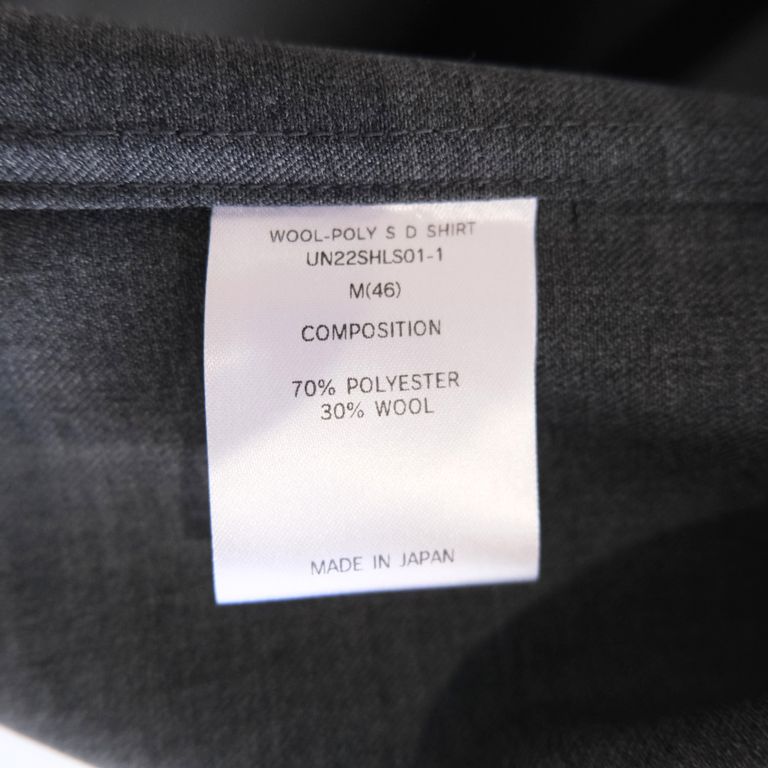 WOOL-POLY S D SHIRT
UN22SHLS01-1
M(46)
COMPOSITION
70% POLYESTER
30% WOOL
MADE IN JAPAN